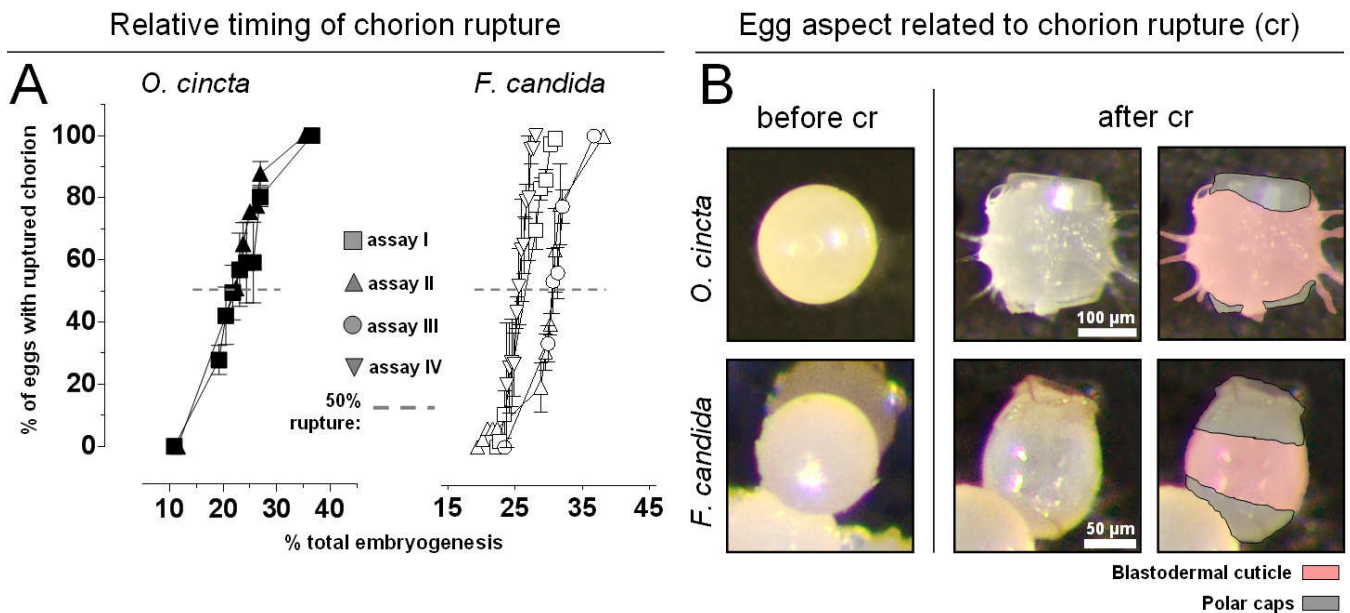 Relative timing of chorion rupture
Egg aspect related to chorion rupture (cr)
A
O. cincta
F. candida
% of eggs with ruptured chorion
100
80
60
40
20
0
assay I
assay II
assay III
assay IV
50%
rupture:
10 20 30 40
15 25 35 45
% total embryogenesis
B
before cr
after cr
O. cincta
100 µm
F. candida
50 µm
Blastodermal cuticle
Polar caps